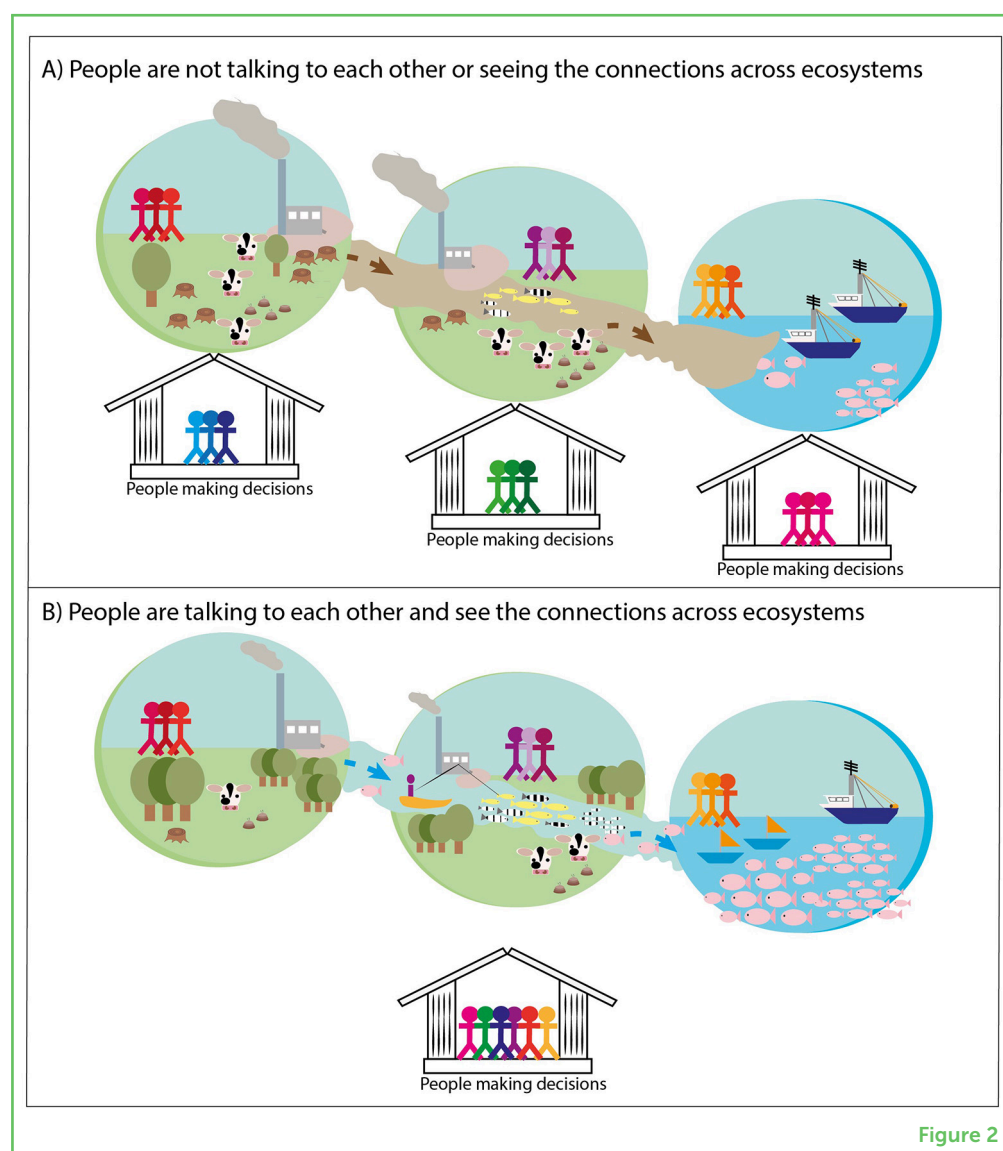 A) People are not talking to each other or seeing the connections across ecosystems
People making decisions
People making decisions
People making decisions
B) People are talking to each other and see the connections across ecosystems
People making decisions
Figure 2